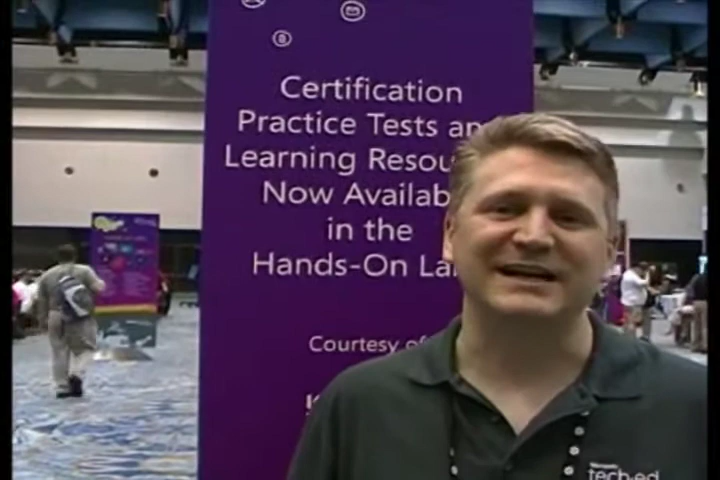 Certification
Practice Tests an
Learning Resou
Now Availab
in the
Hands-On La
Courtesy of
tech·ed